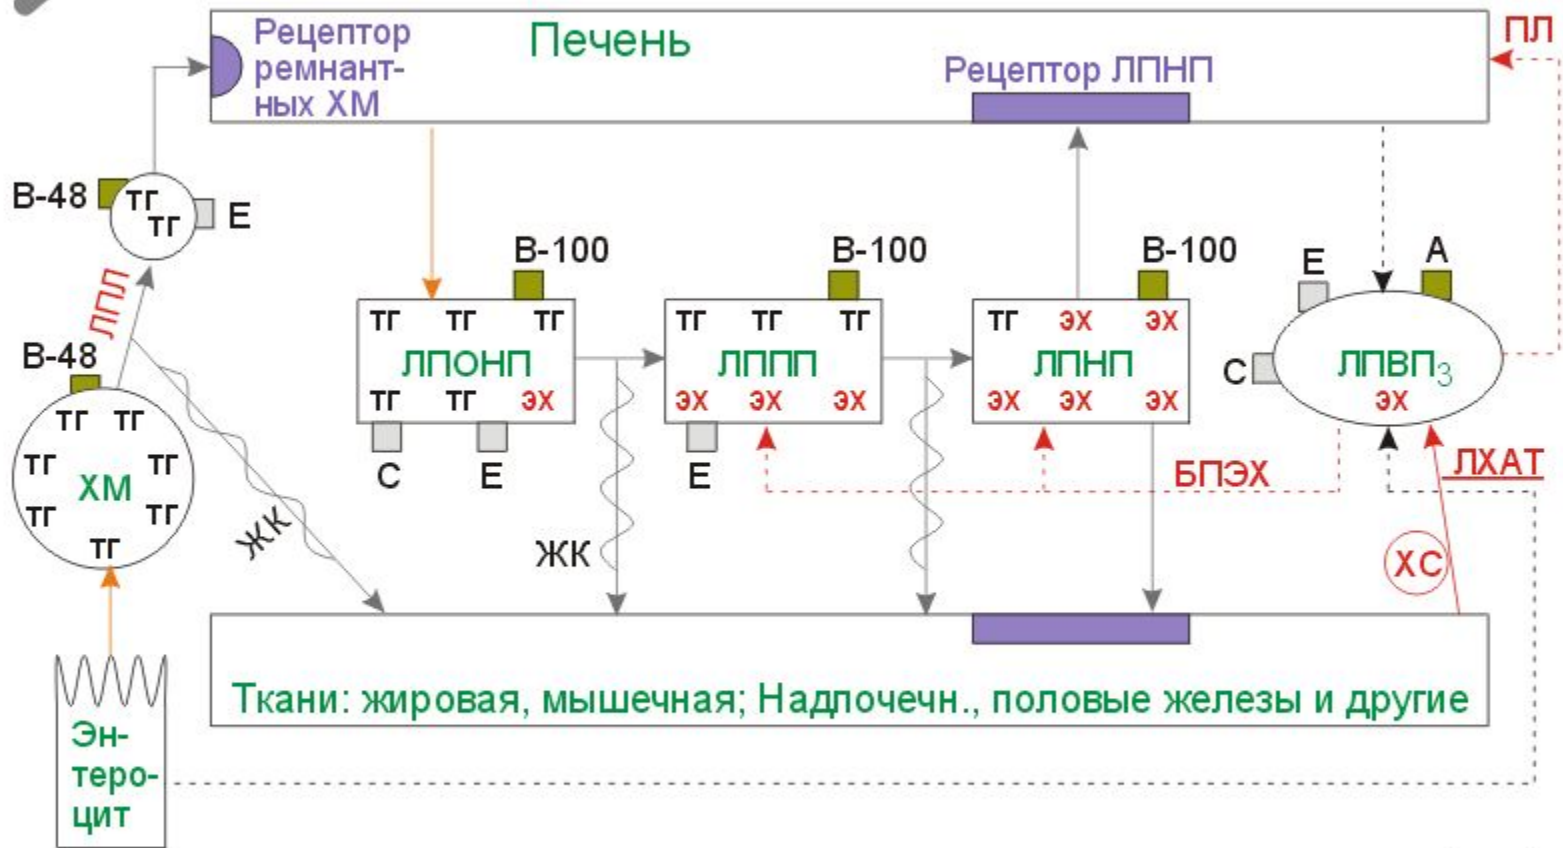 Рецептор
ремнант-
ных ХМ
Печень
Рецептор ЛПНП
ПЛ
В-48
ТГ
ТГ
Е
ЛПЛ
В-48
ТГ ТГ
ТГ ТГ
ХМ
ТГ ТГ
ТГ
ЖК
В-100
ТГ ТГ ТГ
ЛПОНП
ТГ ТГ ЭХ
С Е
ЖК
В-100
ТГ ТГ ТГ
ЛППП
ЭХ ЭХ ЭХ
Е
В-100
ТГ ЭХ ЭХ
ЛПНП
ЭХ ЭХ ЭХ
БПЭХ
Е А
С
ЛПВП3
ЭХ
ЛХАТ
ХС
Ткани: жировая, мышечная; Надпочечн., половые железы и другие
Эн-
теро-
цит